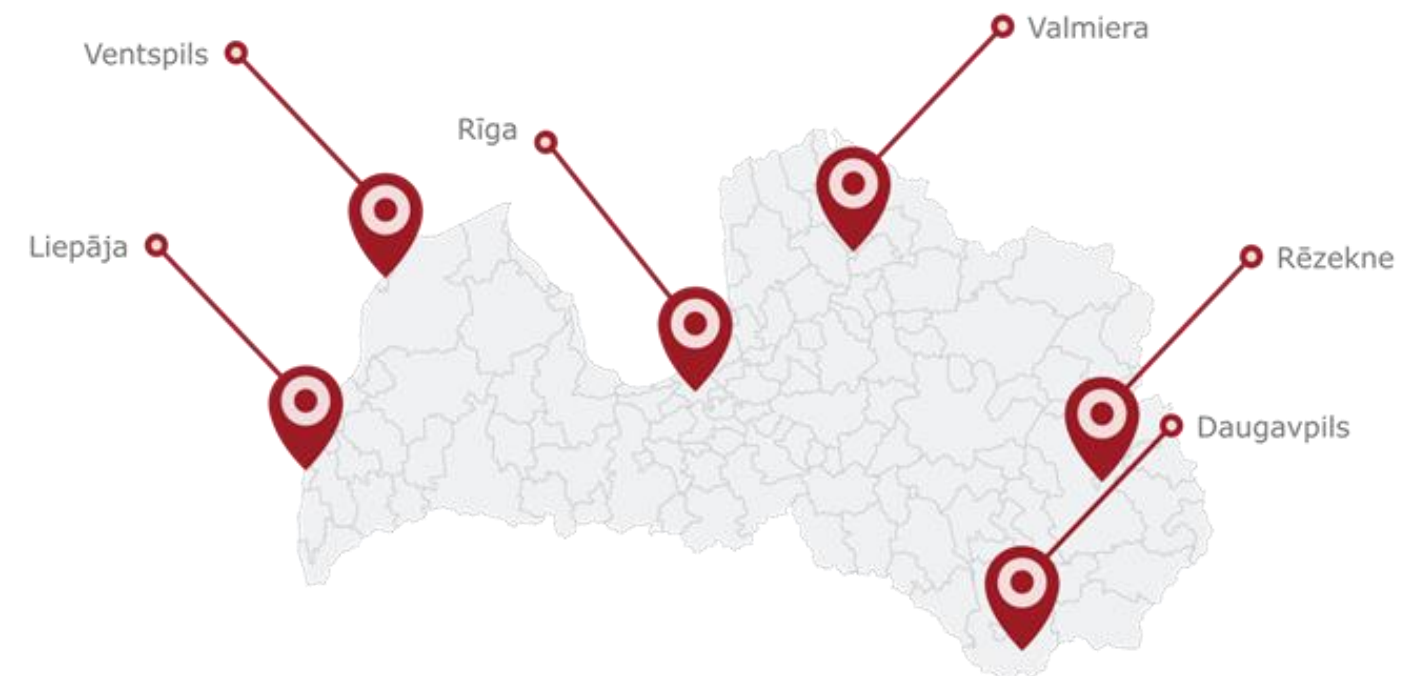 Valmiera
Ventspils
Rīga
Liepāja
Rēzekne
Daugavpils